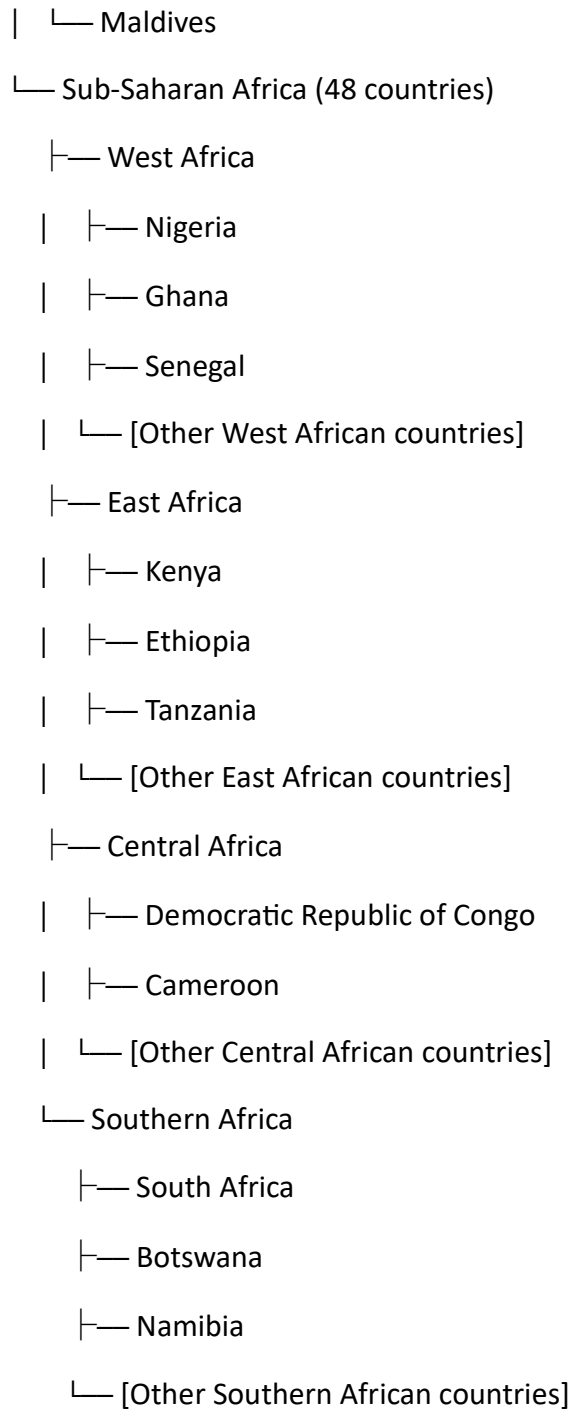 │ └── Maldives
└── Sub-Saharan Africa (48 countries)
├── West Africa
│ ├── Nigeria
│ ├── Ghana
│ ├── Senegal
│ └── [Other West African countries]
├── East Africa
│ ├── Kenya
│ ├── Ethiopia
│ ├── Tanzania
│ └── [Other East African countries]
├── Central Africa
│ ├── Democratic Republic of Congo
│ ├── Cameroon
│ └── [Other Central African countries]
└── Southern Africa
├── South Africa
├── Botswana
├── Namibia
└── [Other Southern African countries]